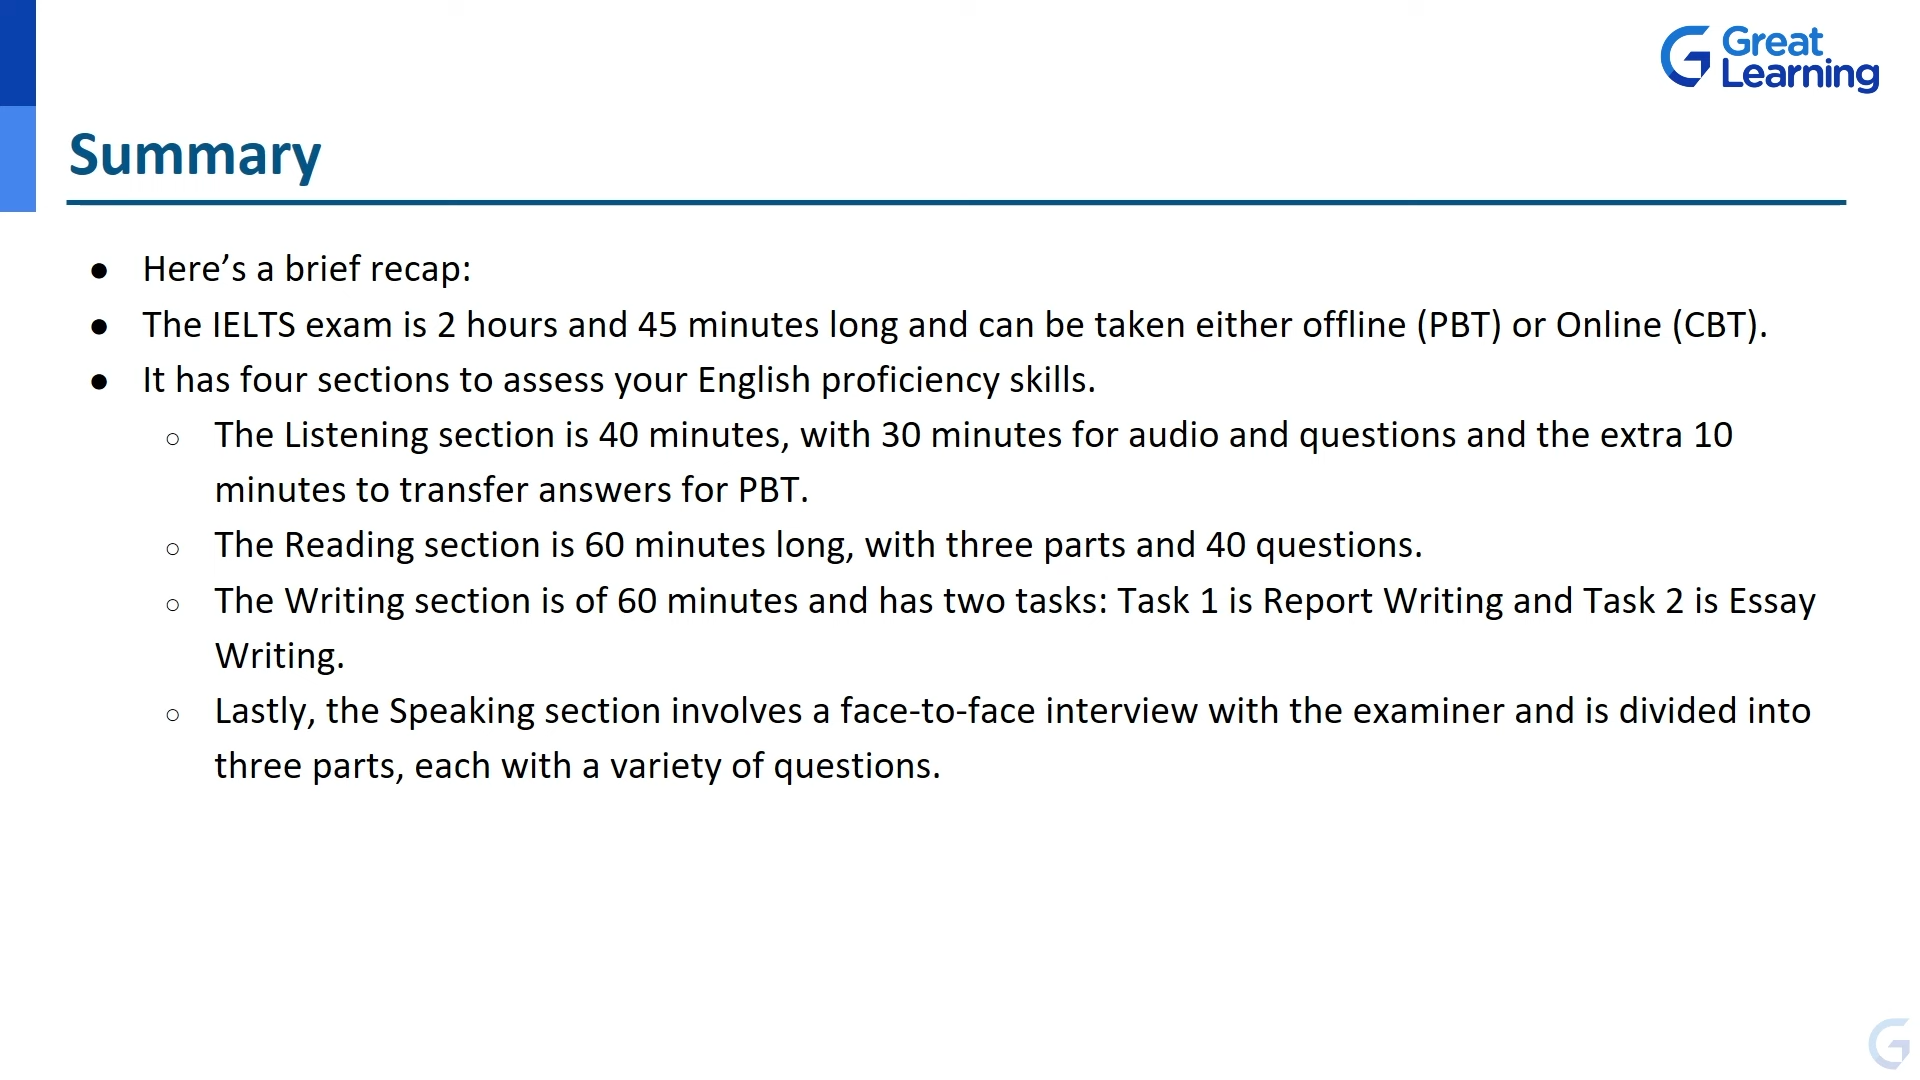 Great
Learning
Summary
● Here’s a brief recap:
● The IELTS exam is 2 hours and 45 minutes long and can be taken either offline (PBT) or Online (CBT).
● It has four sections to assess your English proficiency skills.
○ The Listening section is 40 minutes, with 30 minutes for audio and questions and the extra 10
minutes to transfer answers for PBT.
○ The Reading section is 60 minutes long, with three parts and 40 questions.
○ The Writing section is of 60 minutes and has two tasks: Task 1 is Report Writing and Task 2 is Essay
Writing.
○ Lastly, the Speaking section involves a face-to-face interview with the examiner and is divided into
three parts, each with a variety of questions.